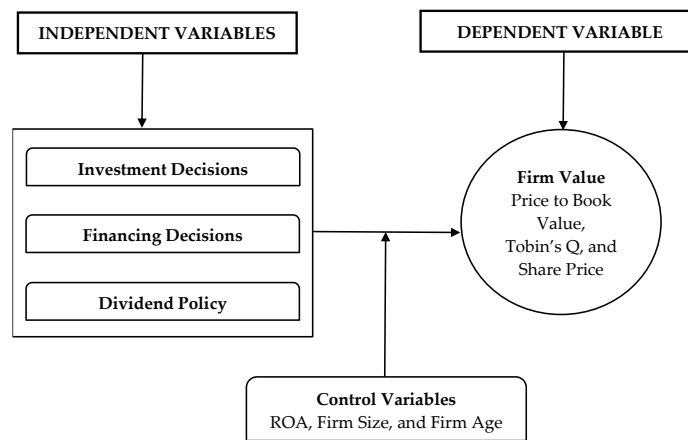 INDEPENDENT VARIABLES
DEPENDENT VARIABLE
Investment Decisions
Financing Decisions
Dividend Policy
Firm Value
Price to Book
Value,
Tobin’s Q, and
Share Price
Control Variables
ROA, Firm Size, and Firm Age